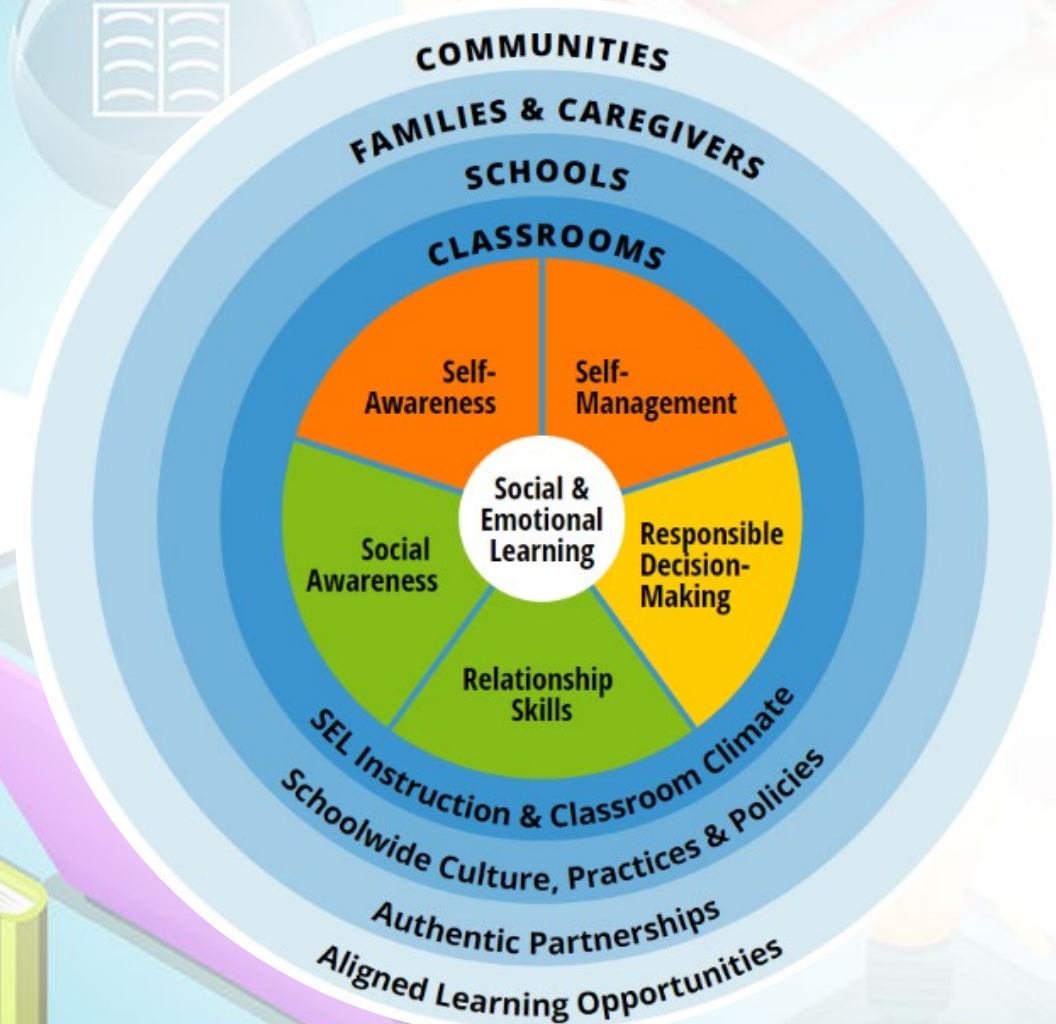 COMMUNITIES
FAMILIES & CAREGIVERS
SCHOOLS
CLASSROOMS
Self-
Awareness
Self-
Management
Social &
Emotional
Learning
Social
Awareness
Responsible
Decision-
Making
Relationship
Skills
SEL Instruction & Classroom Climate
Schoolwide Culture, Practices & Policies
Authentic Partnerships
Aligned Learning Opportunities